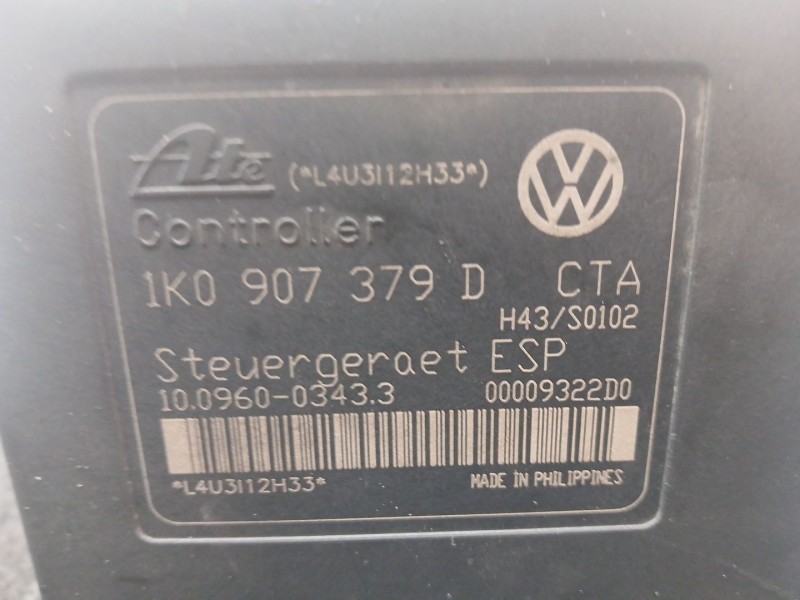 Ate (*L4U3I12H33*)
Controller
1K0 907 379 D CTA
H43/S0102
Steuergeraet ESP
10.0960-0343.3 00009322D0
*L4U3I12H33* MADE IN PHILIPPINES